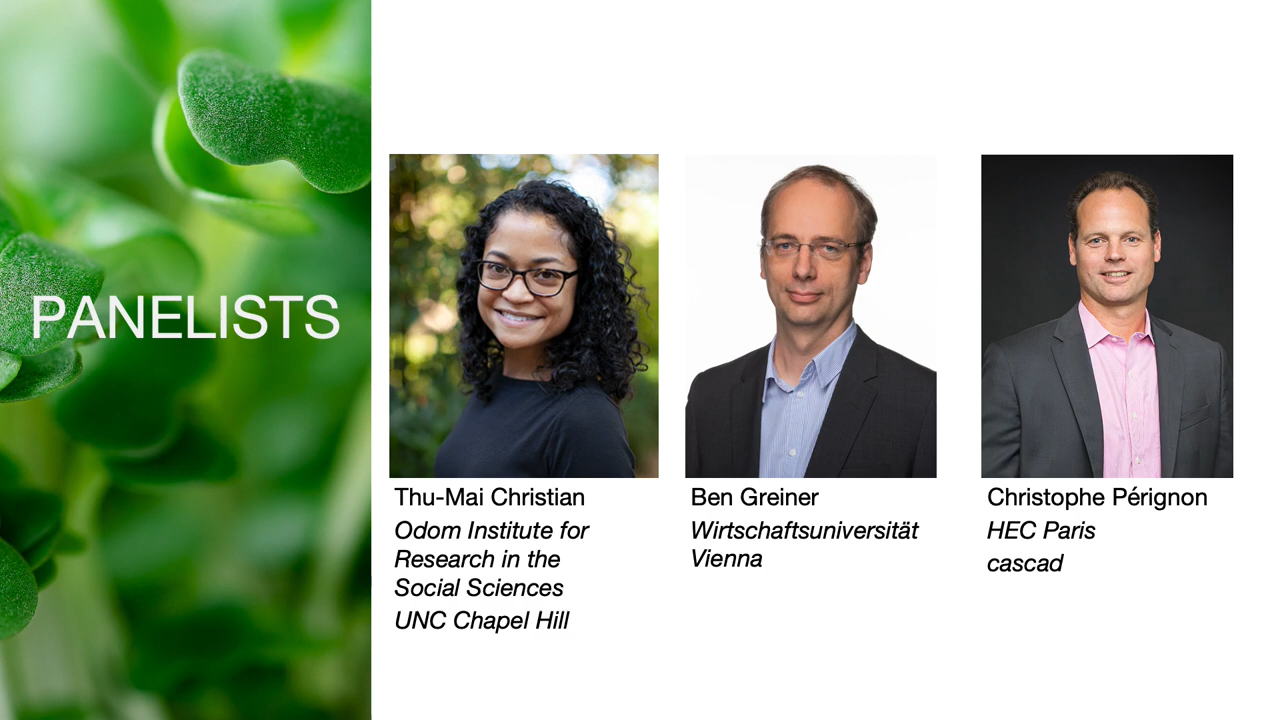 PANELISTS
Thu-Mai Christian
Odom Institute for
Research in the
Social Sciences
UNC Chapel Hill
Ben Greiner
Wirtschaftsuniversität
Vienna
Christophe Pérignon
HEC Paris
cascad